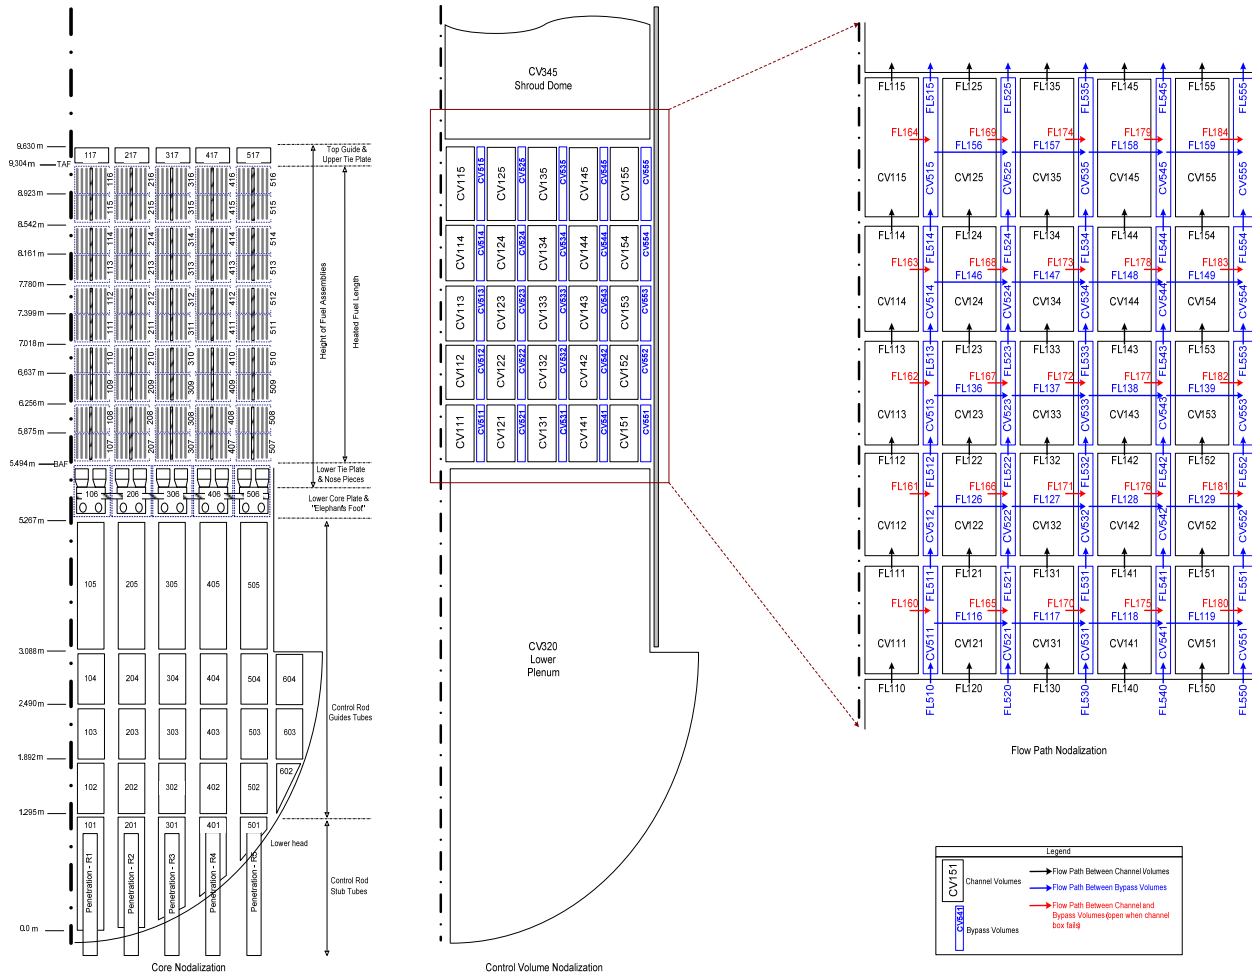 9.630 m
9,304 m TAF
8.923 m
8.542 m
8.161 m
7.780 m
7.399 m
7.018 m
6,637 m
6.256 m
5,875 m
5.494 m BAF
5.267 m
3.088 m
2,490 m
1.892 m
1.295 m
0.0 m
117 217 317 417 517
116 216 316 416 516
115 215 315 415 515
114 214 314 414 514
113 213 313 413 513
112 212 312 412 512
111 211 311 411 511
110 210 310 410 510
109 209 309 409 509
108 208 308 408 508
107 207 307 407 507
106 206 306 406 506
105 205 305 405 505
104 204 304 404 504 604
103 203 303 403 503 603
102 202 302 402 502 602
101 201 301 401 501
Penetration - R1
Penetration - R2
Penetration - R3
Penetration - R4
Penetration - R5
Top Guide &
Upper Tie Plate
Height of Fuel Assemblies
Heated Fuel Length
Lower Tie Plate
& Nose Pieces
Lower Core Plate &
"Elephants Foot"
Control Rod
Guides Tubes
Lower head
Control Rod
Stub Tubes
Core Nodalization
CV345
Shroud Dome
CV115 CV515 CV125 CV525 CV135 CV535 CV145 CV545 CV155 CV555
CV114 CV514 CV124 CV524 CV134 CV534 CV144 CV544 CV154 CV554
CV113 CV513 CV123 CV523 CV133 CV533 CV143 CV543 CV153 CV553
CV112 CV512 CV122 CV522 CV132 CV532 CV142 CV542 CV152 CV552
CV111 CV511 CV121 CV521 CV131 CV531 CV141 CV541 CV151 CV551
CV320
Lower
Plenum
Control Volume Nodalization
FL115 FL515 FL125 FL525 FL135 FL535 FL145 FL545 FL155 FL555
FL164 FL169 FL174 FL179 FL184
FL156 FL157 FL158 FL159
CV115 CV515 CV125 CV525 CV135 CV535 CV145 CV545 CV155 CV555
FL114 FL514 FL124 FL524 FL134 FL534 FL144 FL544 FL154 FL554
FL163 FL168 FL173 FL178 FL183
FL146 FL147 FL148 FL149
CV114 CV514 CV124 CV524 CV134 CV534 CV144 CV544 CV154 CV554
FL113 FL513 FL123 FL523 FL133 FL533 FL143 FL543 FL153 FL553
FL162 FL167 FL172 FL177 FL182
FL136 FL137 FL138 FL139
CV113 CV513 CV123 CV523 CV133 CV533 CV143 CV543 CV153 CV553
FL112 FL512 FL122 FL522 FL132 FL532 FL142 FL542 FL152 FL552
FL161 FL166 FL171 FL176 FL181
FL126 FL127 FL128 FL129
CV112 CV512 CV122 CV522 CV132 CV532 CV142 CV542 CV152 CV552
FL111 FL511 FL121 FL521 FL131 FL531 FL141 FL541 FL151 FL551
FL160 FL165 FL170 FL175 FL180
FL116 FL117 FL118 FL119
CV111 CV511 CV121 CV521 CV131 CV531 CV141 CV541 CV151 CV551
FL110 FL510 FL120 FL520 FL130 FL530 FL140 FL540 FL150 FL550
Flow Path Nodalization
Legend
CV151 Channel Volumes
CV541 Bypass Volumes
Flow Path Between Channel Volumes
Flow Path Between Bypass Volumes
Flow Path Between Channel and
Bypass Volumes(open when channel
box fails)